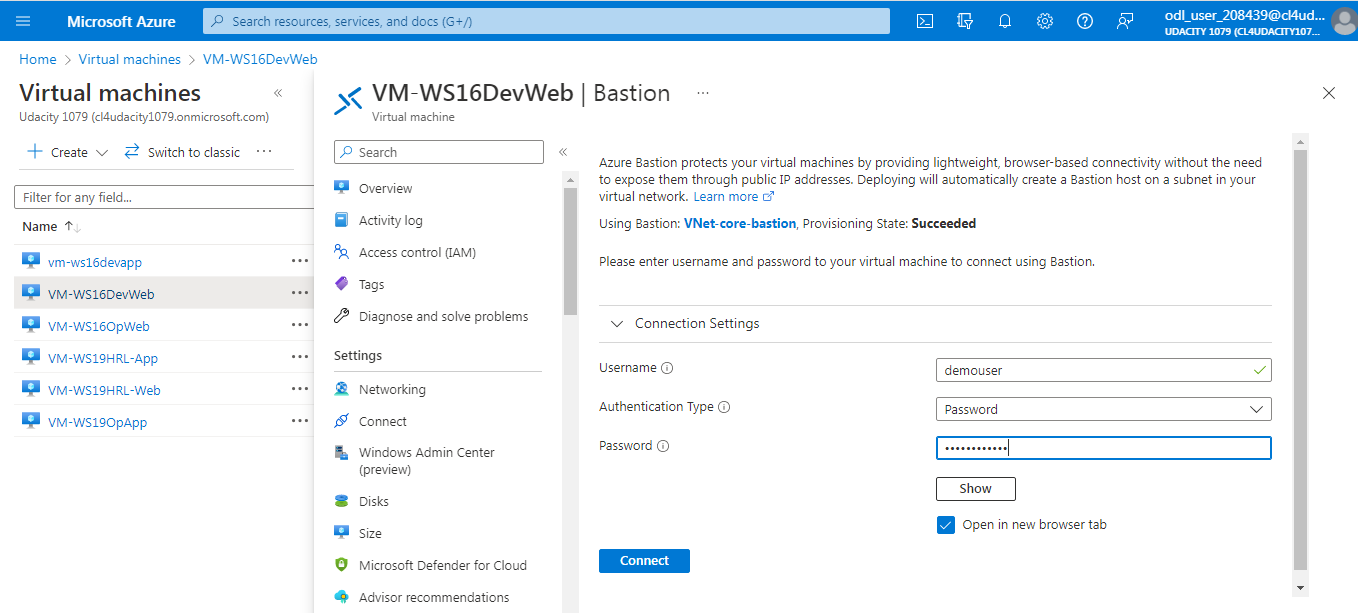 Microsoft Azure
Search resources, services, and docs (G+/)
odl_user_208439@cl4ud...
UDACITY 1079 (CL4UDACITY107...
Home > Virtual machines > VM-WS16DevWeb
Virtual machines
Udacity 1079 (cl4udacity1079.onmicrosoft.com)
Create
Switch to classic
Filter for any field...
Name
vm-ws16devapp
VM-WS16DevWeb
VM-WS16OpWeb
VM-WS19HRL-App
VM-WS19HRL-Web
VM-WS19OpApp
VM-WS16DevWeb | Bastion
Virtual machine
Search
Overview
Activity log
Access control (IAM)
Tags
Diagnose and solve problems
Settings
Networking
Connect
Windows Admin Center
(preview)
Disks
Size
Microsoft Defender for Cloud
Advisor recommendations
Azure Bastion protects your virtual machines by providing lightweight, browser-based connectivity without the need
to expose them through public IP addresses. Deploying will automatically create a Bastion host on a subnet in your
virtual network. Learn more
Using Bastion: VNet-core-bastion, Provisioning State: Succeeded
Please enter username and password to your virtual machine to connect using Bastion.
Connection Settings
Username
demouser
Authentication Type
Password
Password
••••••••••••
Show
Open in new browser tab
Connect